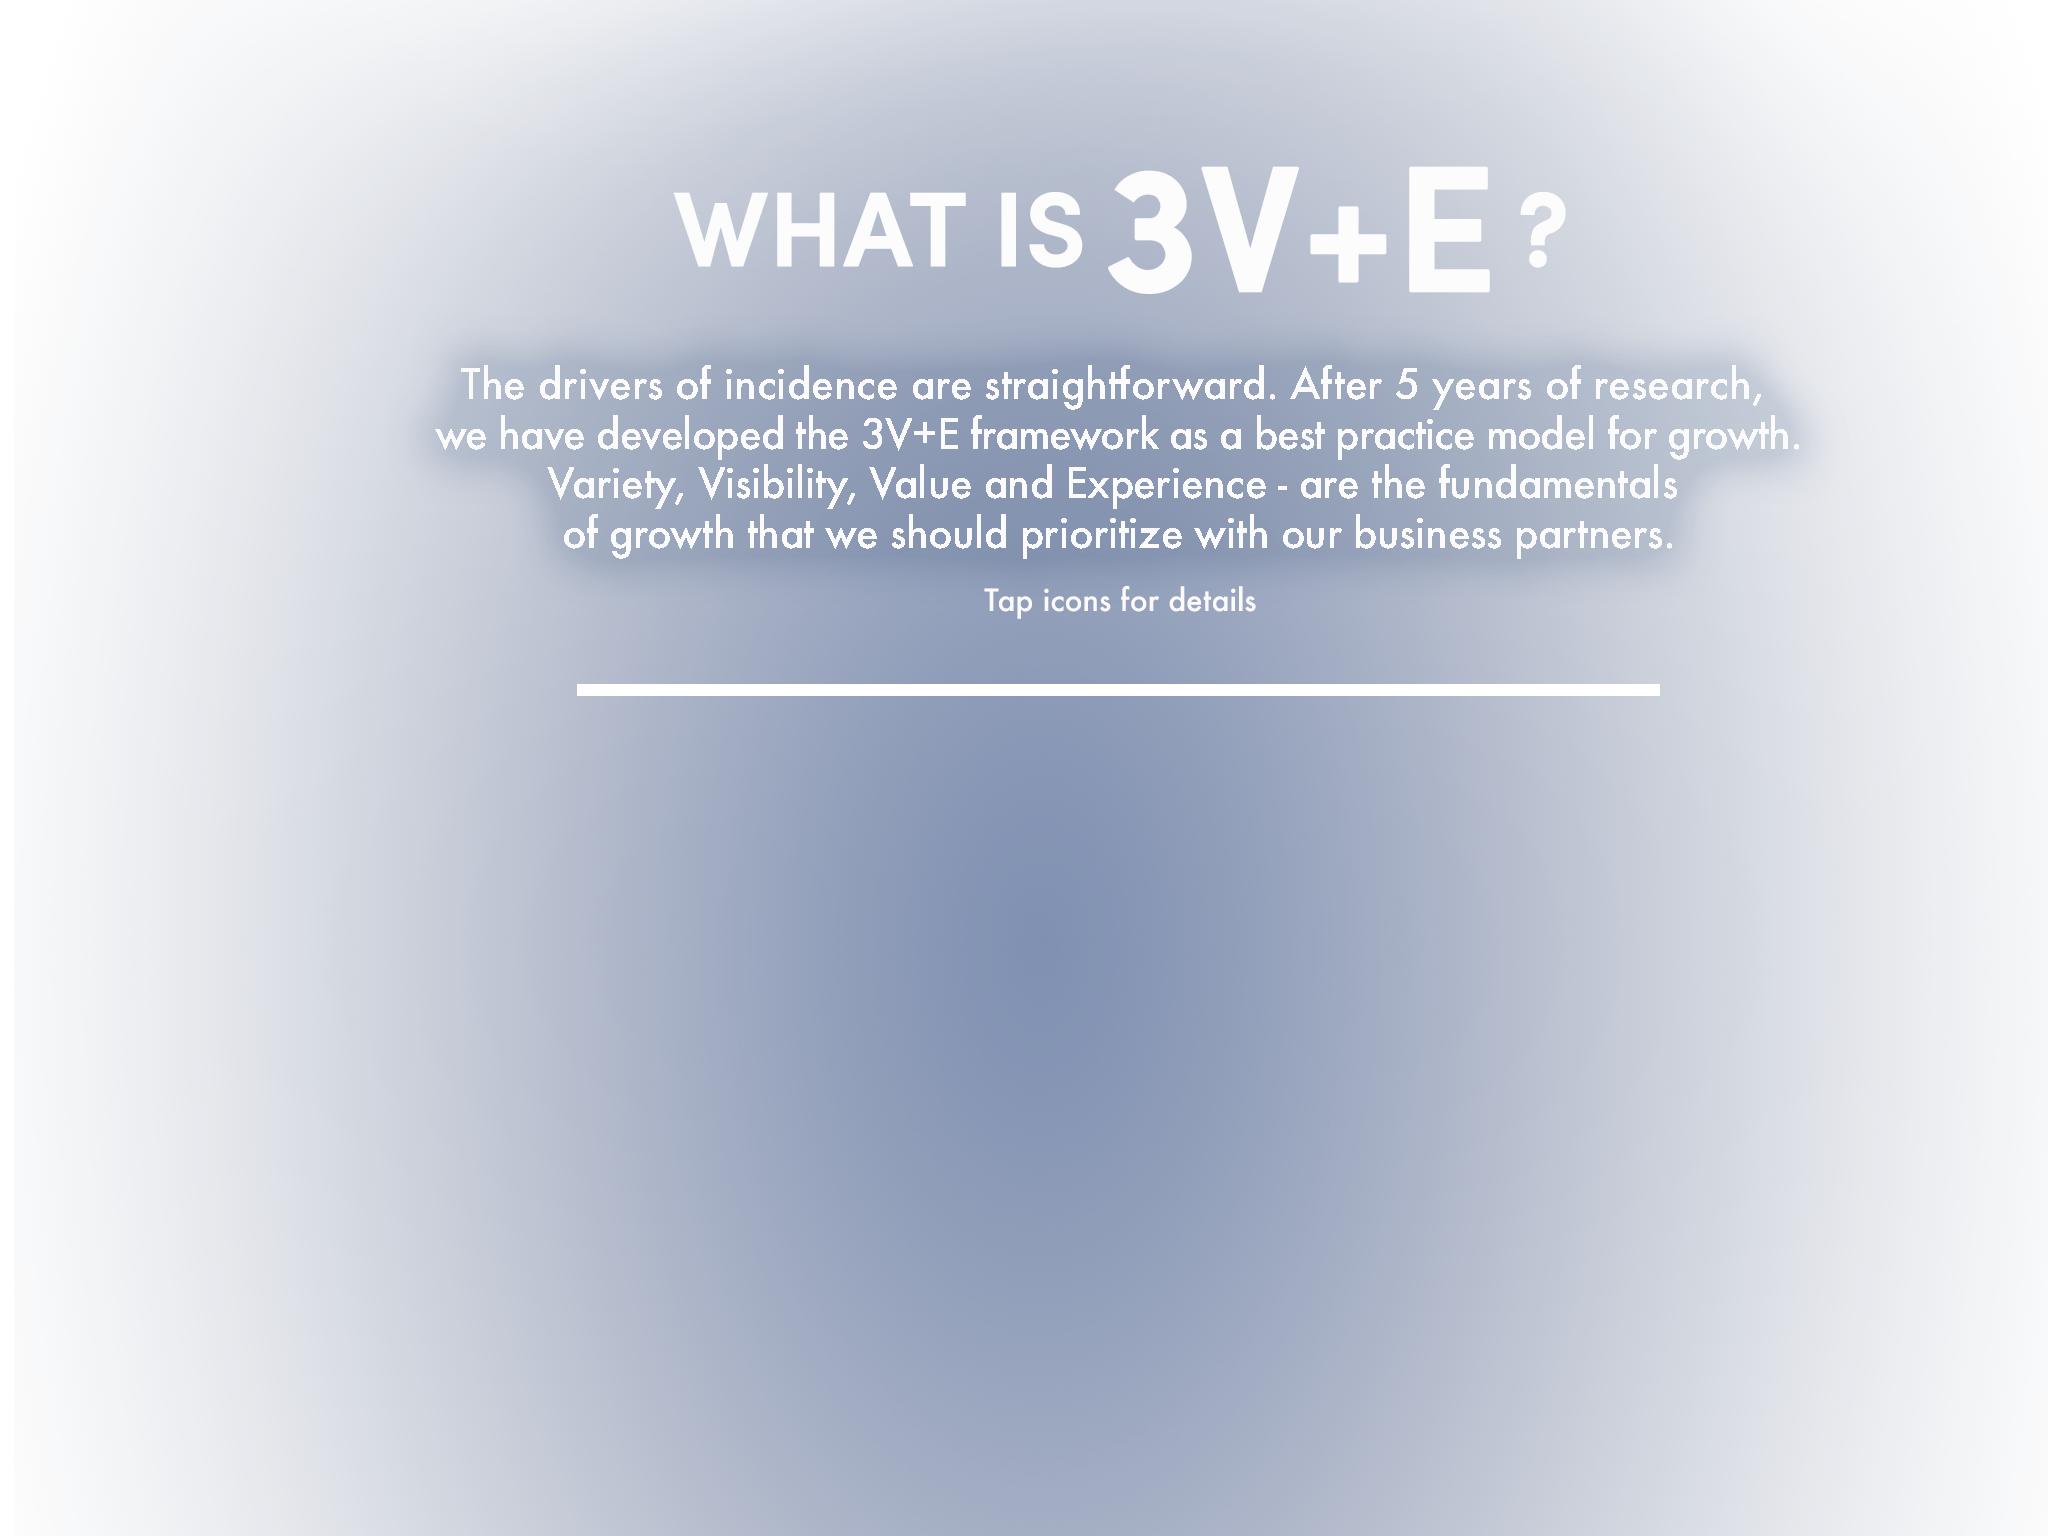 WHAT IS 3V+E ?
The drivers of incidence are straightforward. After 5 years of research,
we have developed the 3V+E framework as a best practice model for growth.
Variety, Visibility, Value and Experience - are the fundamentals
of growth that we should prioritize with our business partners.
Tap icons for details